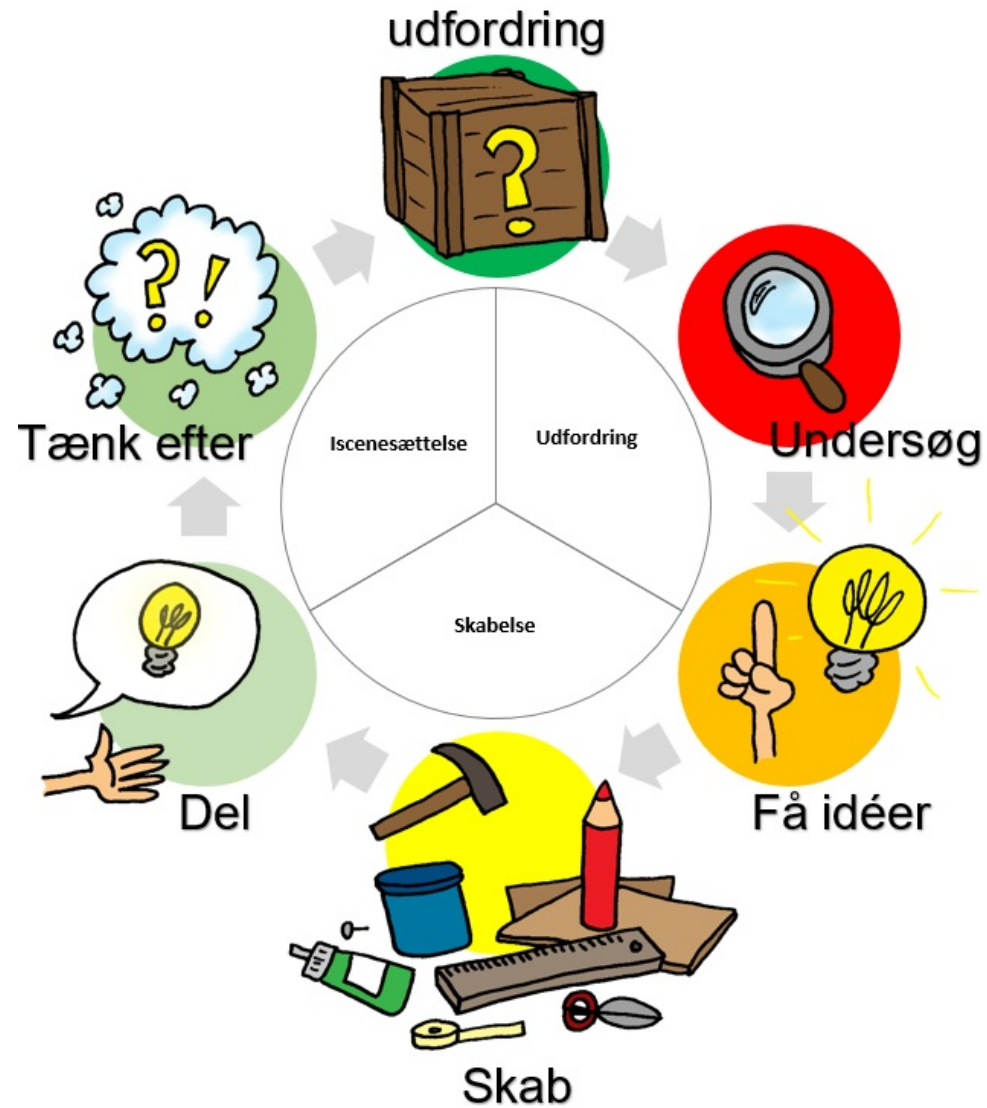 udfordring
Tænk efter
Iscenesættelse
Udfordring
Undersøg
Skabelse
Del
Få idéer
Skab